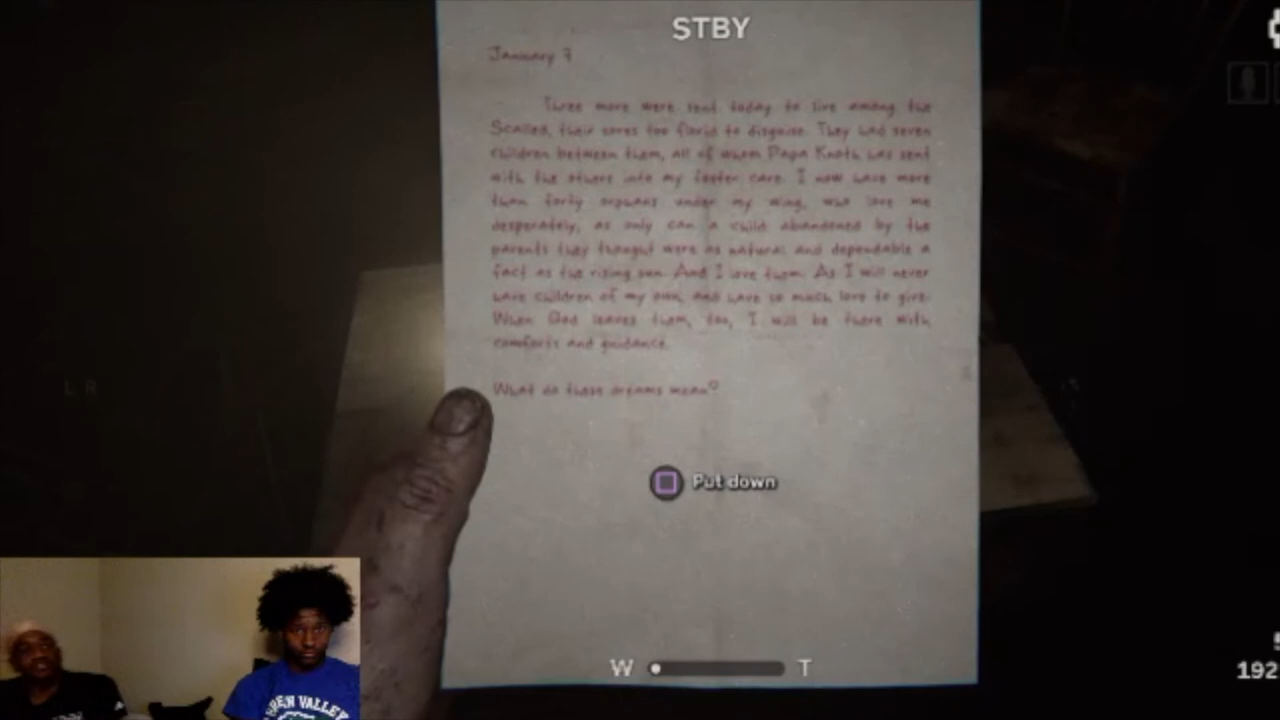 STBY
January 7
Three more were sent today to live among the
Scalled, their sores too florid to disguise. They had seven
children between them, all of whom Papa Knoth has sent
with the others into my foster care. I now have more
than forty orphans under my wing, who love me
desperately, as only can a child abandoned by the
parents they thought were as natural and dependable a
fact as the rising sun. And I love them. As I will never
have children of my own, and have so much love to give.
When God leaves them, too, I will be there with
comforts and guidance.
What do these dreams mean?
L R
Put down
W T
192
VALLEY